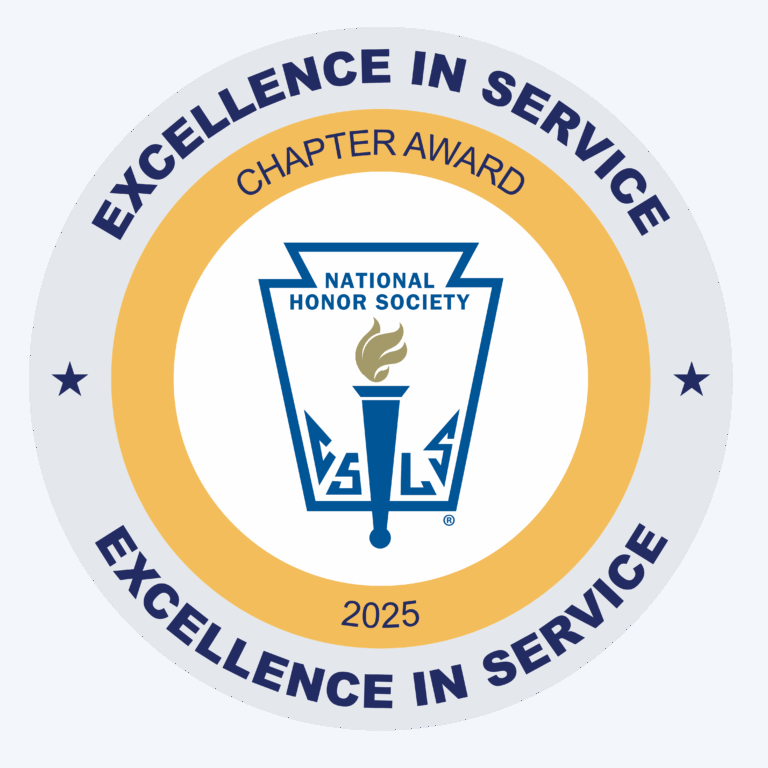 EXCELLENCE IN SERVICE
CHAPTER AWARD
NATIONAL
HONOR SOCIETY
C S L S
®
2025
EXCELLENCE IN SERVICE